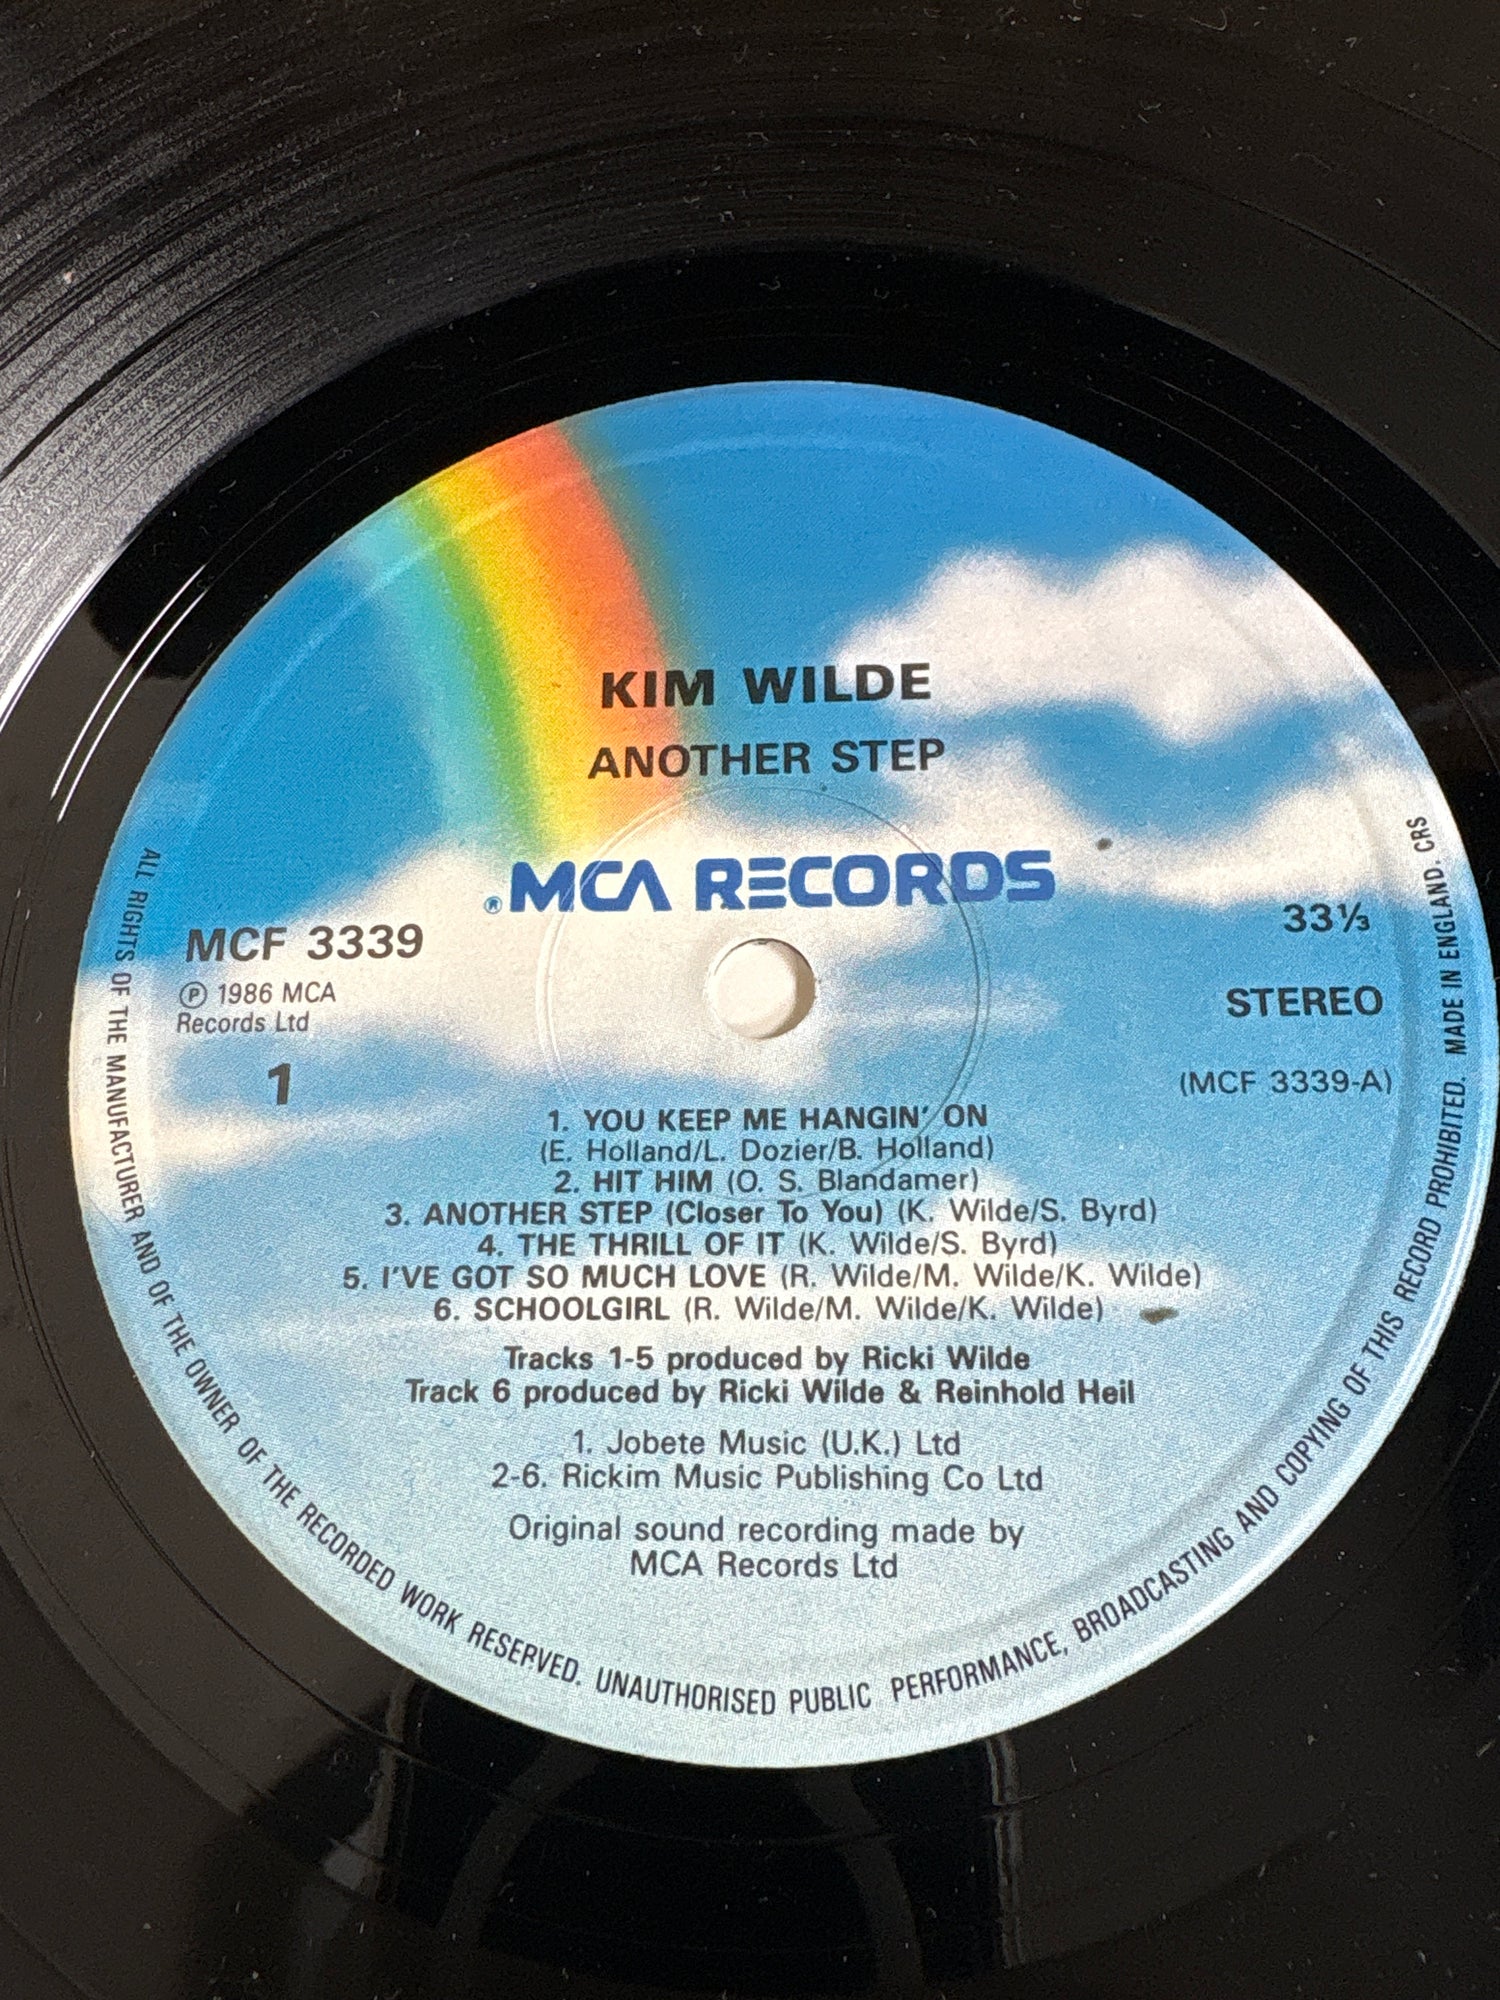 KIM WILDE
ANOTHER STEP
® MCA RECORDS
MCF 3339
℗ 1986 MCA
Records Ltd
1
33⅓
STEREO
(MCF 3339-A)
1. YOU KEEP ME HANGIN' ON
(E. Holland/L. Dozier/B. Holland)
2. HIT HIM (O. S. Blandamer)
3. ANOTHER STEP (Closer To You) (K. Wilde/S. Byrd)
4. THE THRILL OF IT (K. Wilde/S. Byrd)
5. I'VE GOT SO MUCH LOVE (R. Wilde/M. Wilde/K. Wilde)
6. SCHOOLGIRL (R. Wilde/M. Wilde/K. Wilde)
Tracks 1-5 produced by Ricki Wilde
Track 6 produced by Ricki Wilde & Reinhold Heil
1. Jobete Music (U.K.) Ltd
2-6. Rickim Music Publishing Co Ltd
Original sound recording made by
MCA Records Ltd
ALL RIGHTS OF THE MANUFACTURER AND OF THE OWNER OF THE RECORDED WORK RESERVED. UNAUTHORISED PUBLIC PERFORMANCE, BROADCASTING AND COPYING OF THIS RECORD PROHIBITED. MADE IN ENGLAND. CRS